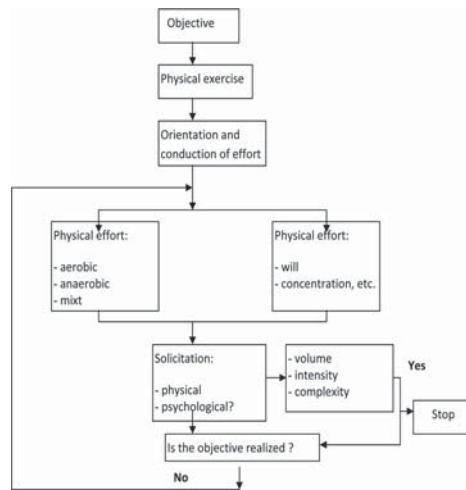 Objective
Physical exercise
Orientation and
conduction of effort
Physical effort:
- aerobic
- anaerobic
- mixt
Physical effort:
- will
- concentration, etc.
Solicitation:
- physical
- psychological?
- volume
- intensity
- complexity
Yes
Stop
Is the objective realized ?
No